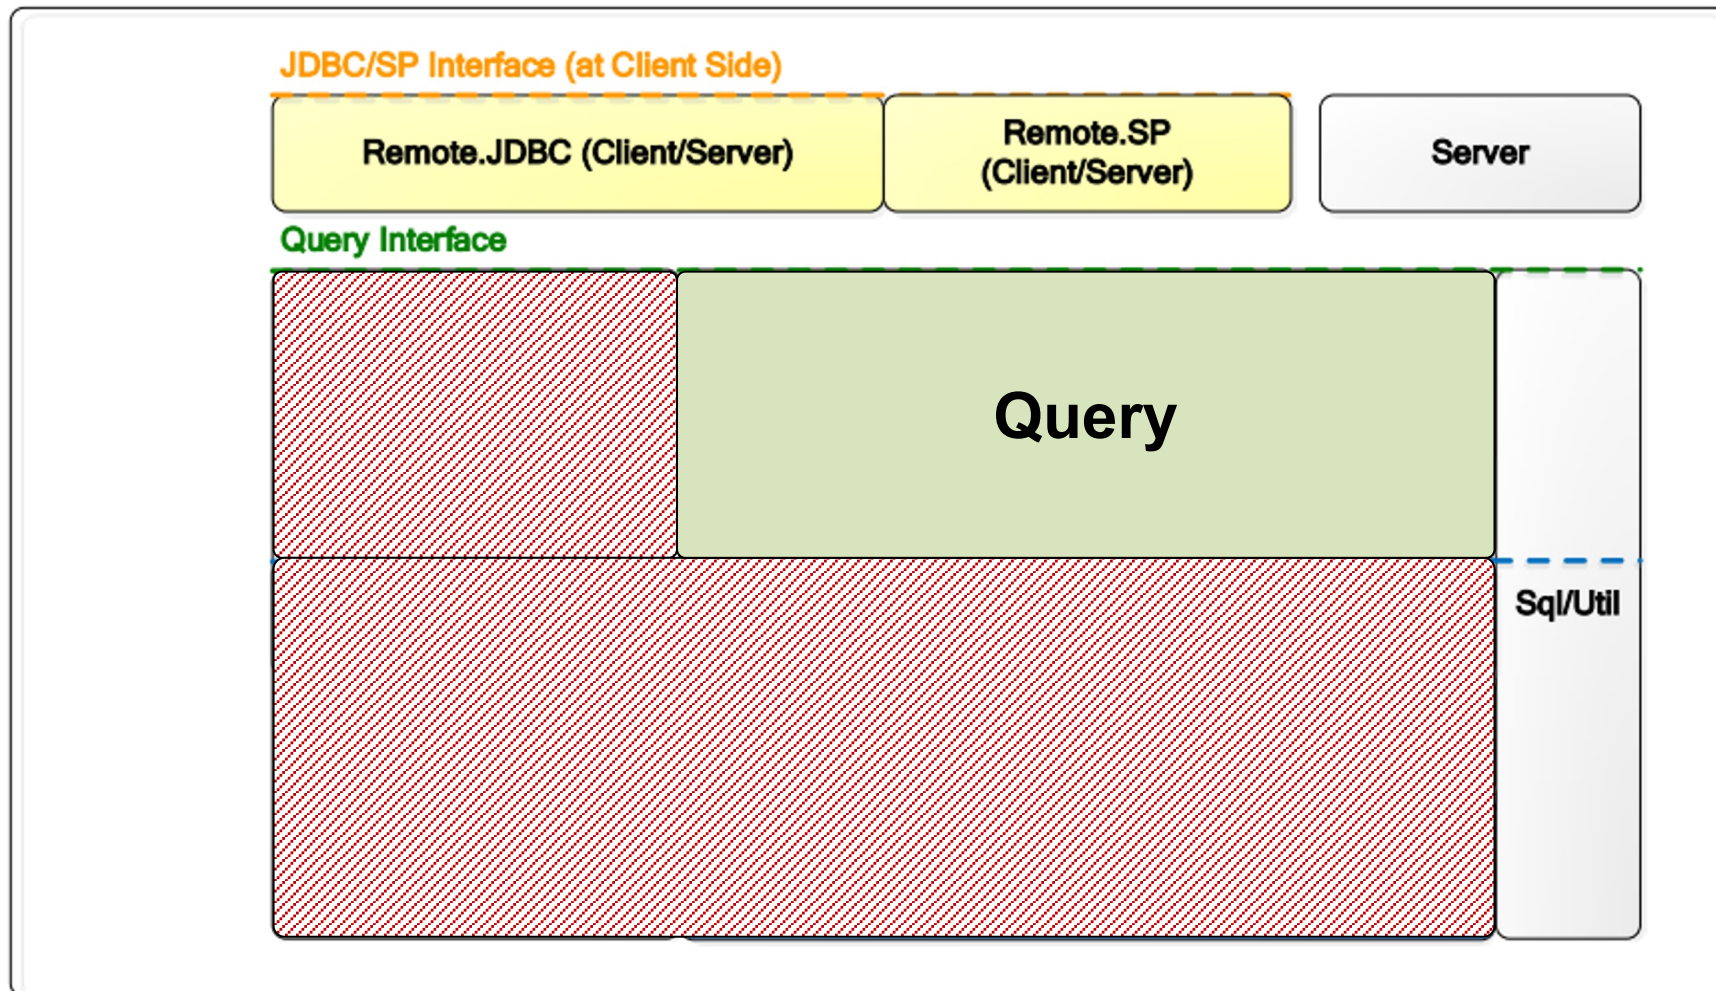 JDBC/SP Interface (at Client Side)
Remote.JDBC (Client/Server)
Remote.SP
(Client/Server)
Server
Query Interface
Query
Sql/Util